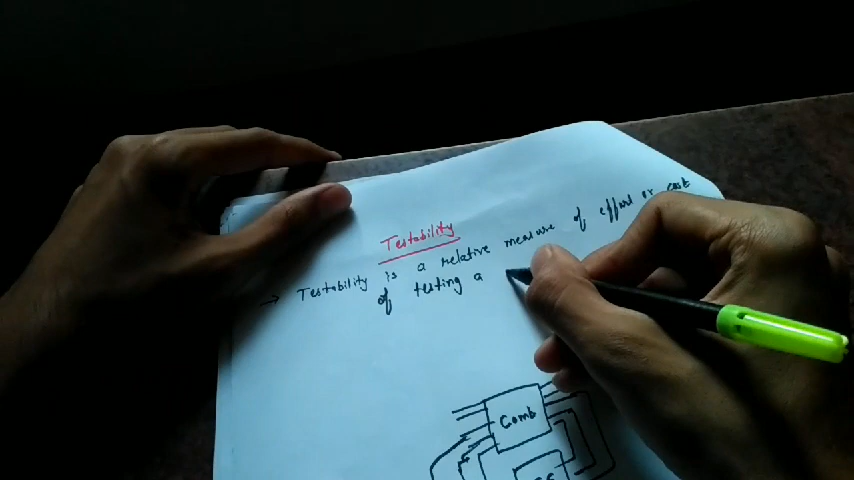 Testability
→ Testability is a relative measure of effort or cost
of testing a
Comb